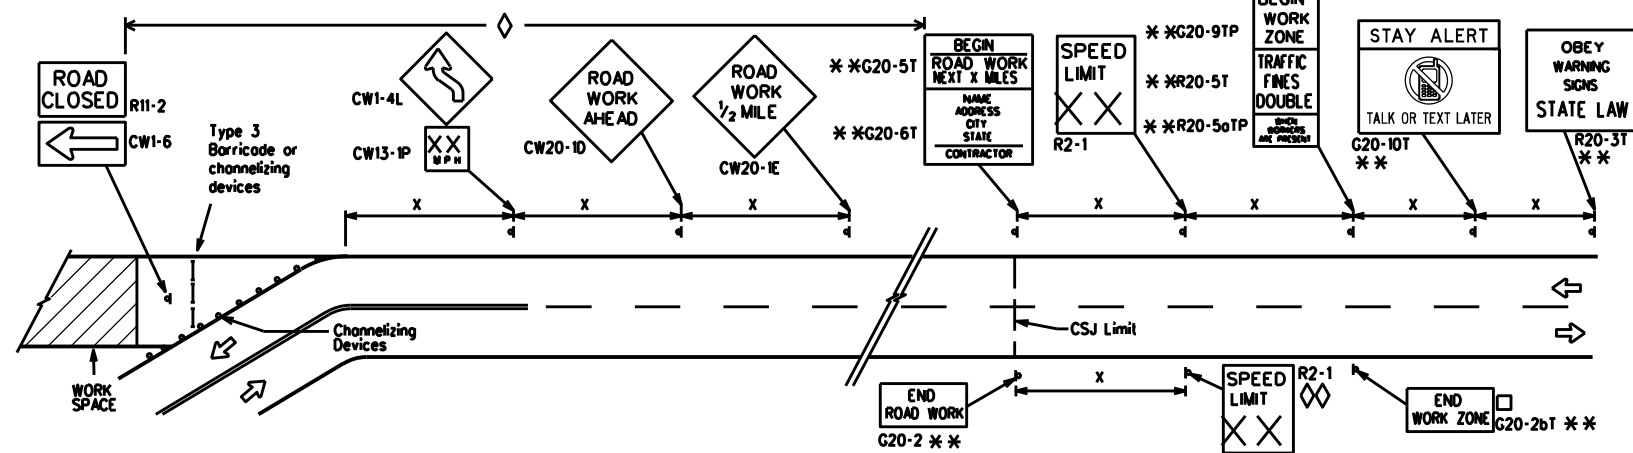 ROAD
CLOSED
R11-2
CW1-6
Type 3
Barricade or
channelizing
devices
CW1-4L
XX
MPH
CW13-1P
ROAD
WORK
AHEAD
CW20-1D
ROAD
WORK
1/2 MILE
CW20-1E
* *G20-5T
BEGIN
ROAD WORK
NEXT X MILES
* *G20-6T
NAME
ADDRESS
CITY
STATE
CONTRACTOR
SPEED
LIMIT
X X
R2-1
* *G20-9TP
BEGIN
WORK
ZONE
* *R20-5T
TRAFFIC
FINES
DOUBLE
* *R20-5aTP
WHEN
WORKERS
ARE PRESENT
STAY ALERT
TALK OR TEXT LATER
G20-10T
* *
OBEY
WARNING
SIGNS
STATE LAW
R20-3T
* *
X
X
X
X
X
X
X
Channelizing
Devices
WORK
SPACE
CSJ Limit
END
ROAD WORK
G20-2 * *
X
SPEED
LIMIT
X X
R2-1
END
WORK ZONE
G20-2bT * *